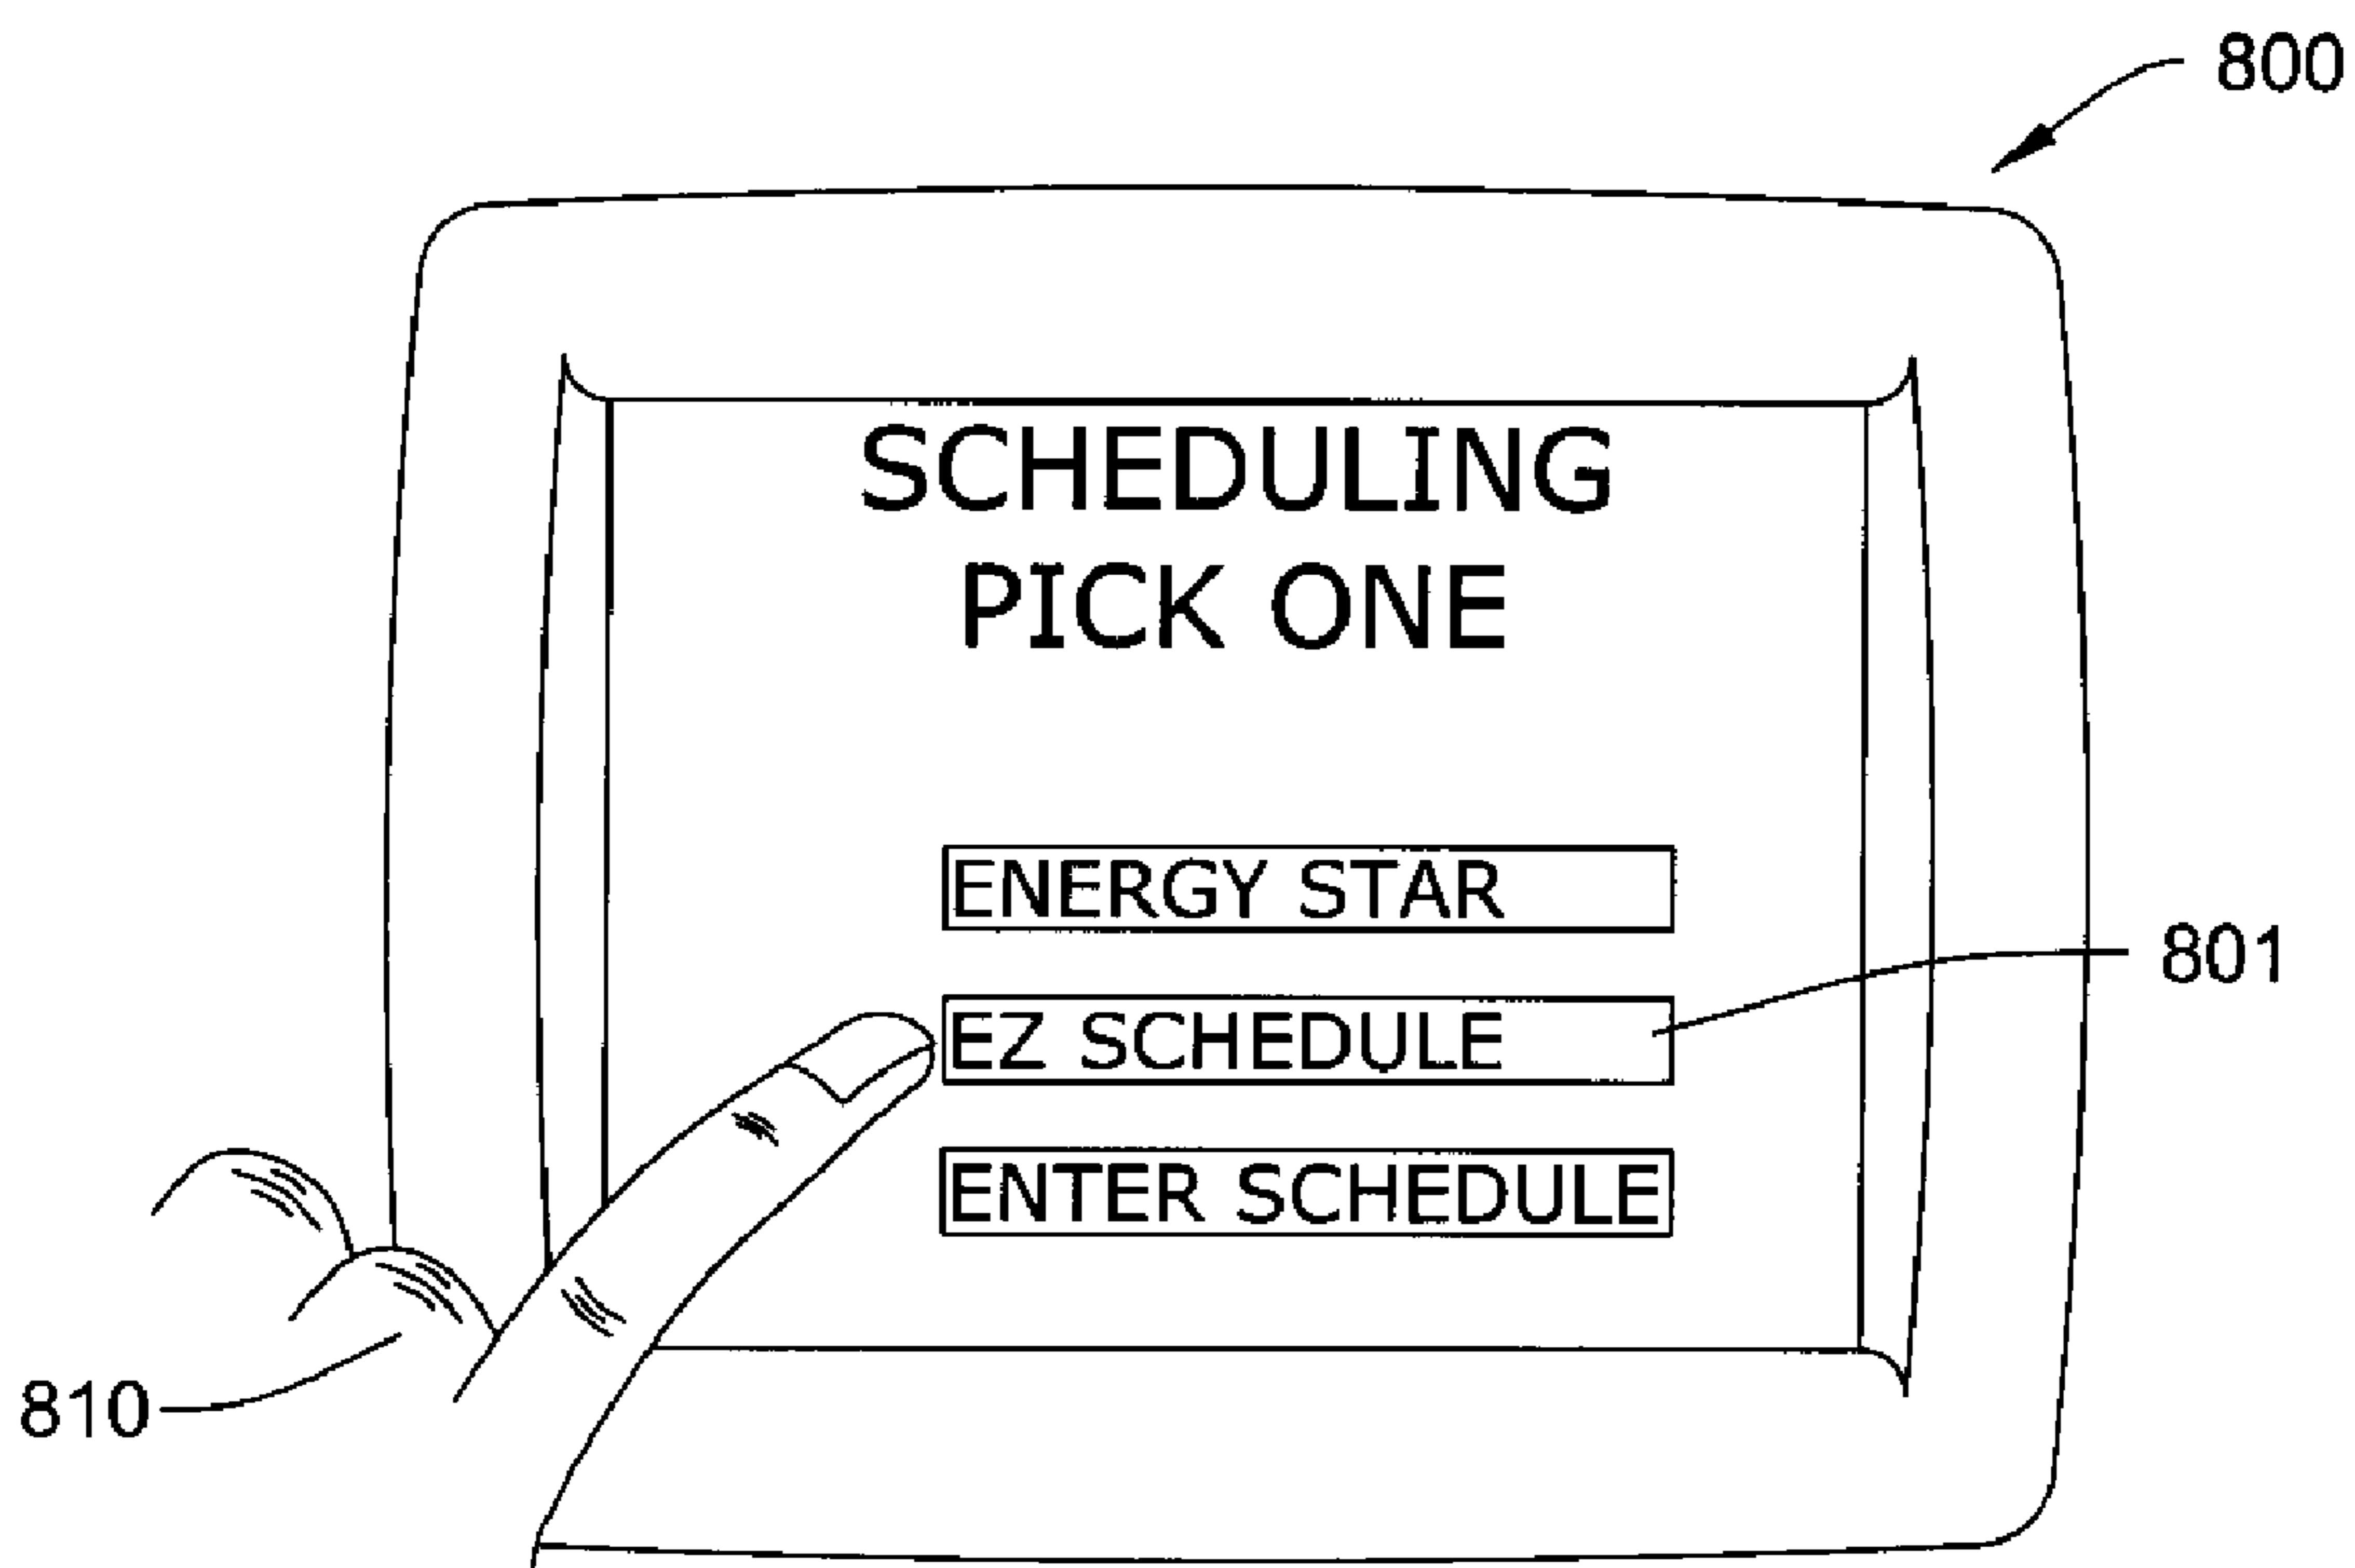 800
SCHEDULING
PICK ONE
ENERGY STAR
801
EZ SCHEDULE
ENTER SCHEDULE
810